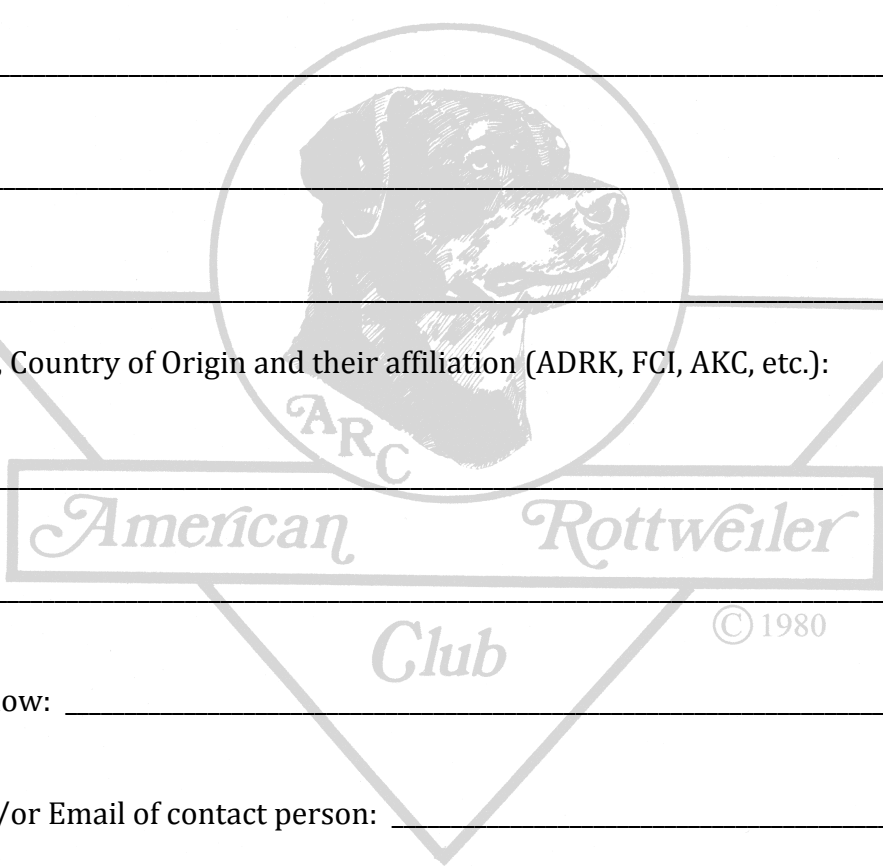 , Country of Origin and their affiliation (ADRK, FCI, AKC, etc.):
ARC
American Rottweiler
© 1980
Club
ow:
/or Email of contact person: